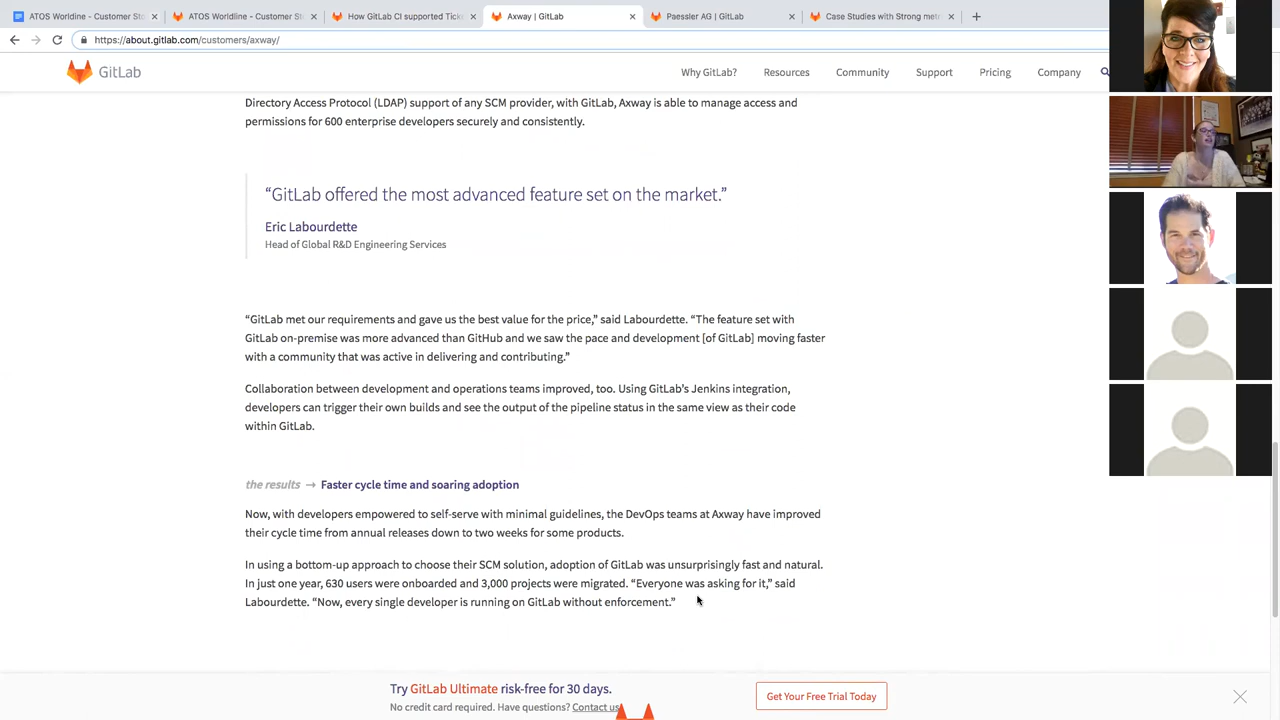 ATOS Worldline - Customer Sto
ATOS Worldline - Customer Sto
How GitLab CI supported Ticke
Axway | GitLab
Paessler AG | GitLab
Case Studies with Strong metr
https://about.gitlab.com/customers/axway/
GitLab
Why GitLab?
Resources
Community
Support
Pricing
Company
Directory Access Protocol (LDAP) support of any SCM provider, with GitLab, Axway is able to manage access and
permissions for 600 enterprise developers securely and consistently.
“GitLab offered the most advanced feature set on the market.”
Eric Labourdette
Head of Global R&D Engineering Services
“GitLab met our requirements and gave us the best value for the price,” said Labourdette. “The feature set with
GitLab on-premise was more advanced than GitHub and we saw the pace and development [of GitLab] moving faster
with a community that was active in delivering and contributing.”
Collaboration between development and operations teams improved, too. Using GitLab's Jenkins integration,
developers can trigger their own builds and see the output of the pipeline status in the same view as their code
within GitLab.
the results → Faster cycle time and soaring adoption
Now, with developers empowered to self-serve with minimal guidelines, the DevOps teams at Axway have improved
their cycle time from annual releases down to two weeks for some products.
In using a bottom-up approach to choose their SCM solution, adoption of GitLab was unsurprisingly fast and natural.
In just one year, 630 users were onboarded and 3,000 projects were migrated. “Everyone was asking for it,” said
Labourdette. “Now, every single developer is running on GitLab without enforcement.”
Try GitLab Ultimate risk-free for 30 days.
No credit card required. Have questions? Contact us
Get Your Free Trial Today